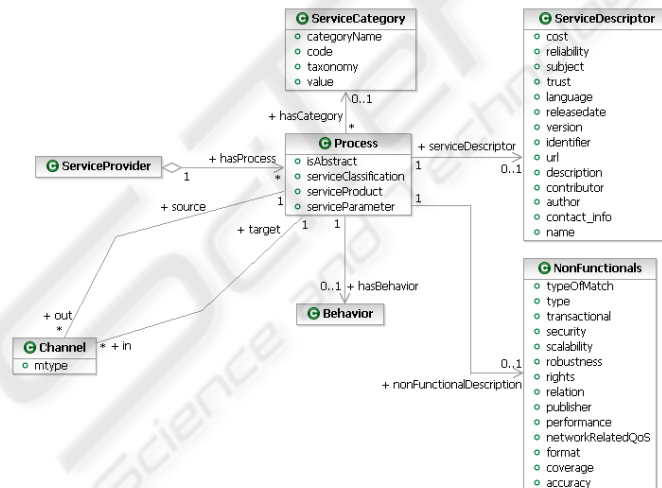 ServiceCategory
categoryName
code
taxonomy
value
ServiceDescriptor
cost
reliability
subject
trust
language
releasedate
version
identifier
url
description
contributor
author
contact_info
name
0..1
+ hasCategory
*
Process
isAbstract
serviceClassification
serviceProduct
serviceParameter
+ serviceDescriptor
1
0..1
ServiceProvider
1
+ hasProcess
*
+ source
1
+ target
1
1
1
0..1 + hasBehavior
Behavior
+ out
*
Channel
mtype
* + in
0..1
+ nonFunctionalDescription
NonFunctionals
typeOfMatch
type
transactional
security
scalability
robustness
rights
relation
publisher
performance
networkRelatedQoS
format
coverage
accuracy
Science and Technology